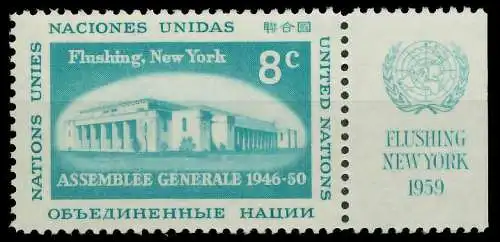 NACIONES UNIDAS 聯合國
NATIONS UNIES
Flushing, New York
8c
UNITED NATIONS
ASSEMBLÉE GÉNÉRALE 1946-50
ОБЪЕДИНЕННЫЕ НАЦИИ
FLUSHING
NEW YORK
1959